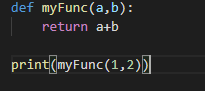 def myFunc(a,b):
    return a+b
print(myFunc(1,2))